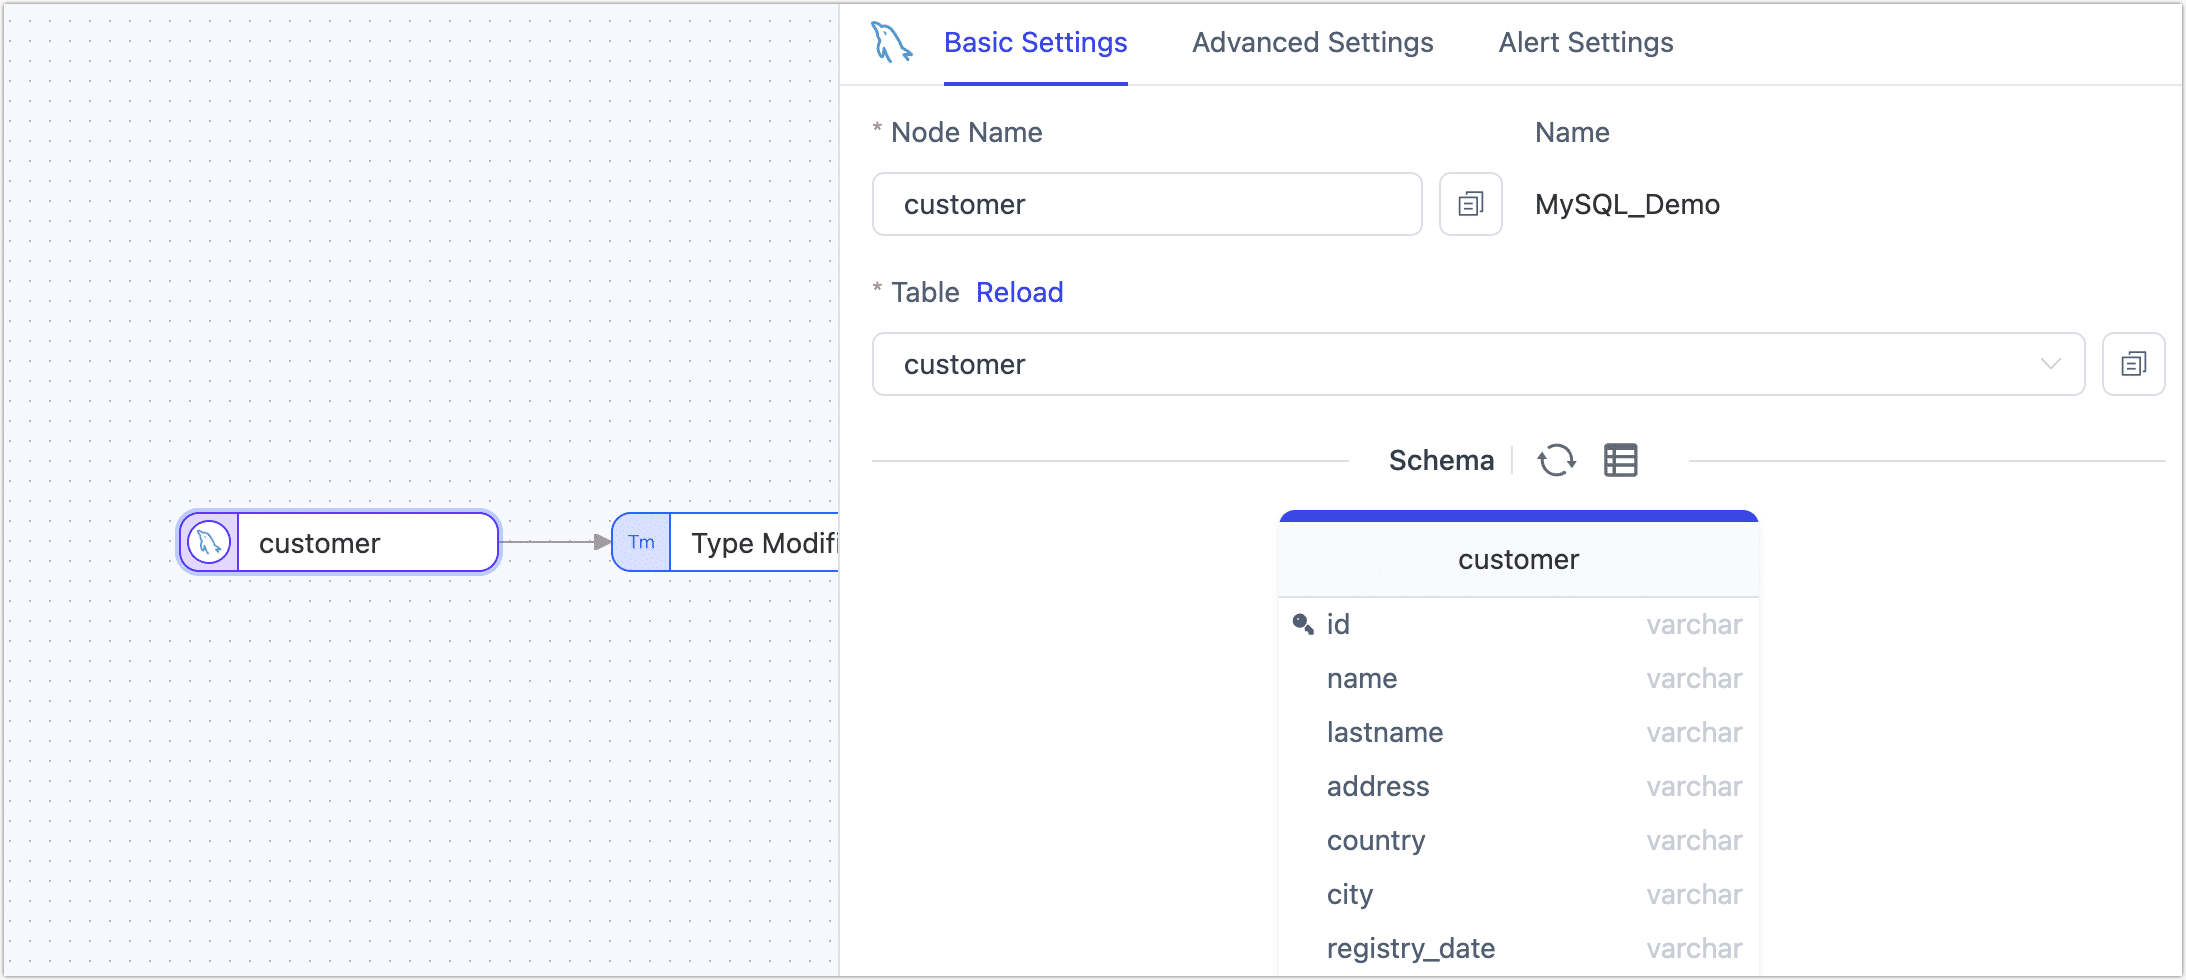 Basic Settings Advanced Settings Alert Settings
* Node Name Name
customer MySQL_Demo
* Table Reload
customer
Schema
customer
Tm Type Modifi
customer
id varchar
name varchar
lastname varchar
address varchar
country varchar
city varchar
registry_date varchar